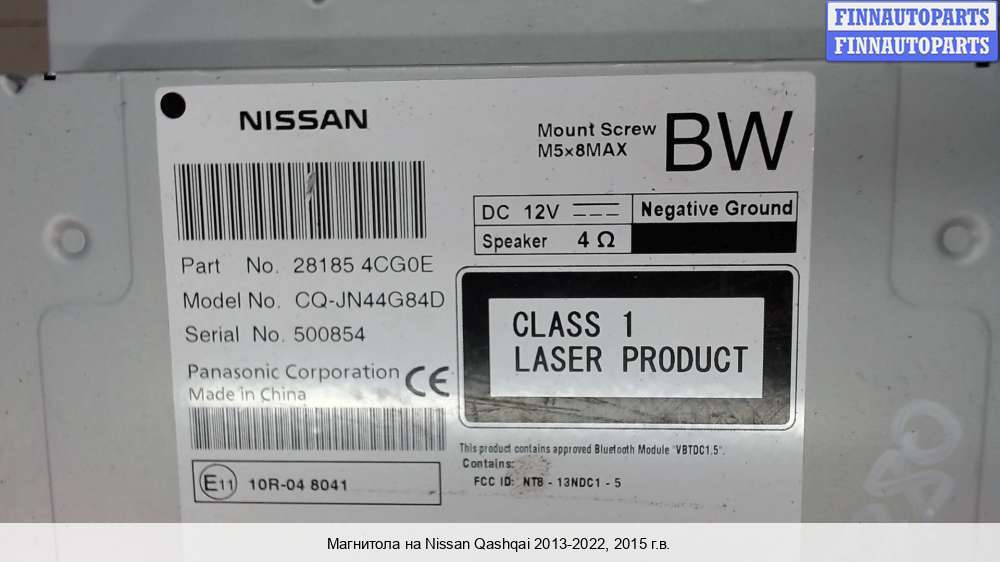 FINNAUTOPARTS
FINNAUTOPARTS
NISSAN
Mount Screw
M5×8MAX
BW
DC 12V
Negative Ground
Speaker 4 Ω
Part No. 28185 4CG0E
Model No. CQ-JN44G84D
Serial No. 500854
CLASS 1
LASER PRODUCT
Panasonic Corporation
Made in China
CE
This product contains approved Bluetooth Module "VBTDC1.5".
Contains:
FCC ID: NT8 - 13NDC1 - 5
E11 10R-04 8041
Магнитола на Nissan Qashqai 2013-2022, 2015 г.в.